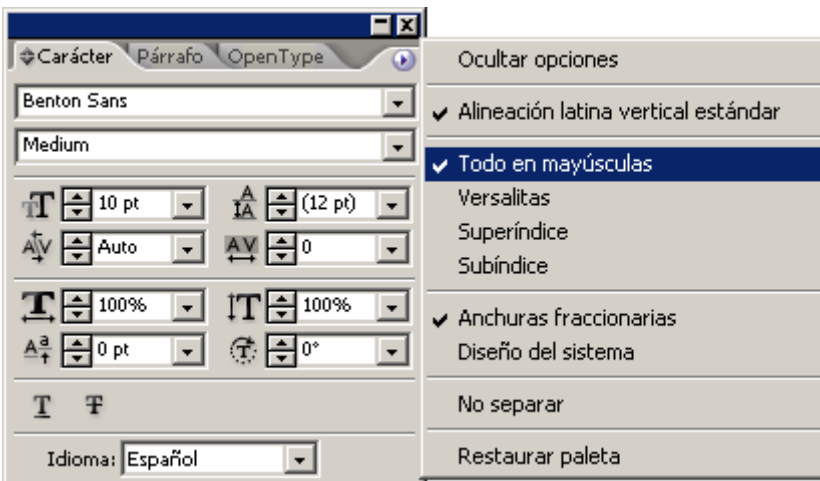 Carácter Párrafo OpenType
Benton Sans
Medium
10 pt (12 pt)
Auto 0
100% 100%
0 pt 0°
Idioma: Español
Ocultar opciones
Alineación latina vertical estándar
Todo en mayúsculas
Versalitas
Superíndice
Subíndice
Anchuras fraccionarias
Diseño del sistema
No separar
Restaurar paleta